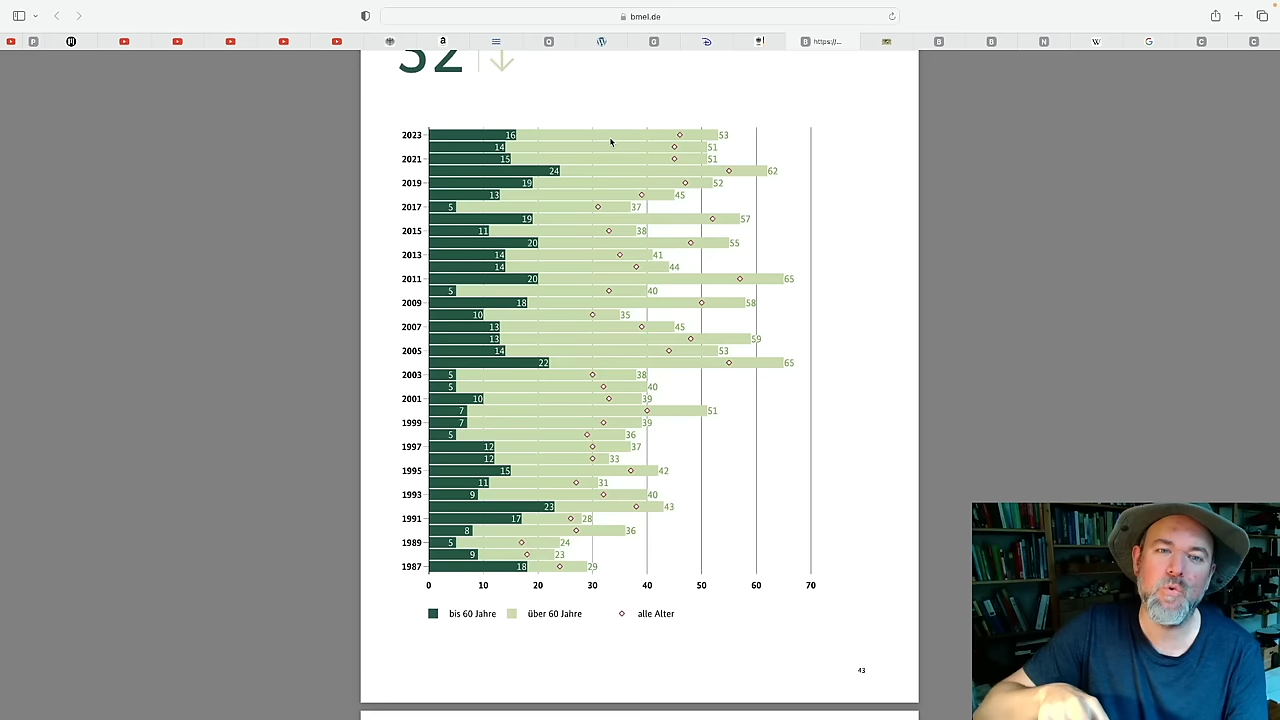 bmel.de
https://...
52
2023 16 53
14 51
2021 15 51
24 62
2019 19 52
13 45
2017 5 37
19 57
2015 11 38
20 55
2013 14 41
14 44
2011 20 65
5 40
2009 18 58
10 35
2007 13 45
13 59
2005 14 53
22 65
2003 5 38
5 40
2001 10 39
7 51
1999 7 39
5 36
1997 12 37
12 33
1995 15 42
11 31
1993 9 40
23 43
1991 17 28
8 36
1989 5 24
9 23
1987 18 29
0 10 20 30 40 50 60 70
bis 60 Jahre über 60 Jahre alle Alter
43